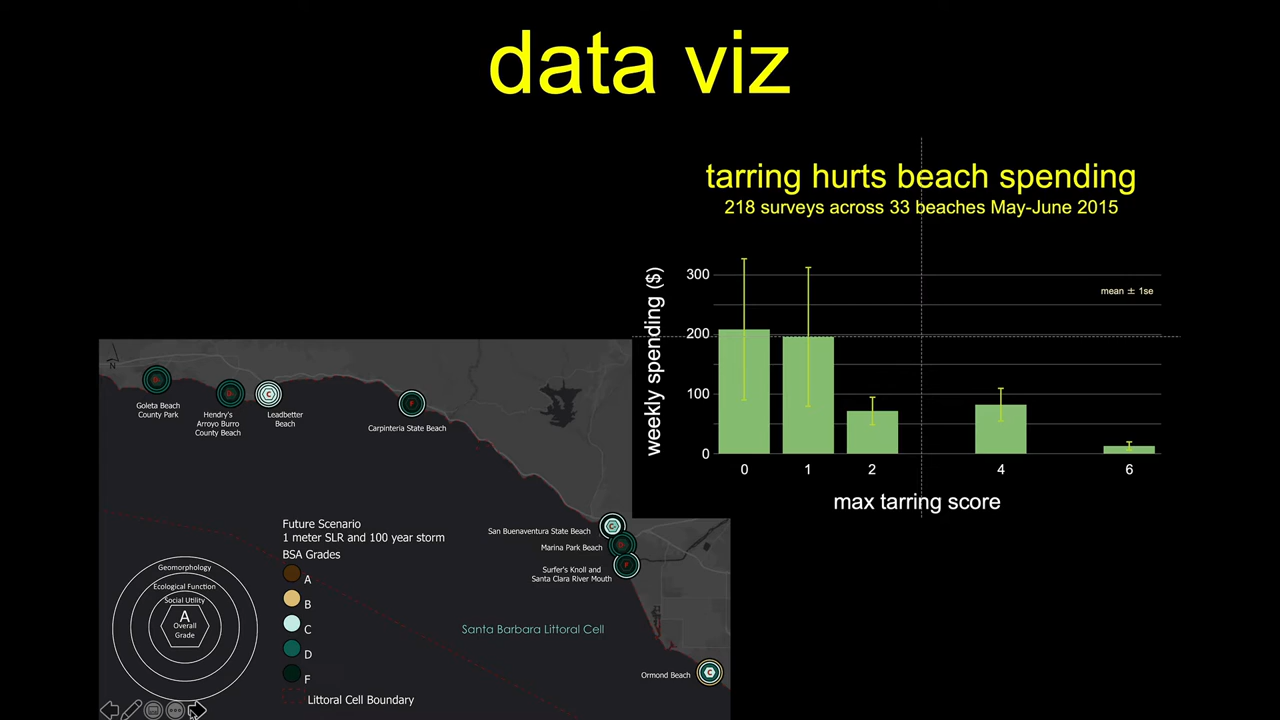 data viz
tarring hurts beach spending
218 surveys across 33 beaches May-June 2015
weekly spending ($)
300
200
100
0
mean ± 1se
0 1 2 4 6
max tarring score
N
D
Goleta Beach
County Park
D
Hendry's
Arroyo Burro
County Beach
C
Leadbetter
Beach
F
Carpinteria State Beach
C
San Buenaventura State Beach
D
Marina Park Beach
F
Surfer's Knoll and
Santa Clara River Mouth
C
Ormond Beach
Santa Barbara Littoral Cell
Future Scenario
1 meter SLR and 100 year storm
BSA Grades
A
B
C
D
F
Littoral Cell Boundary
Geomorphology
Ecological Function
Social Utility
A
Overall
Grade